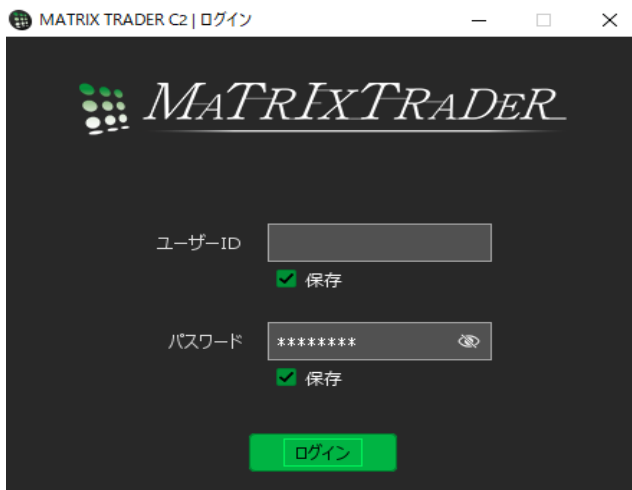 MATRIX TRADER C2 | ログイン
MATRIXTRADER
ユーザーID
保存
パスワード ********
保存
ログイン